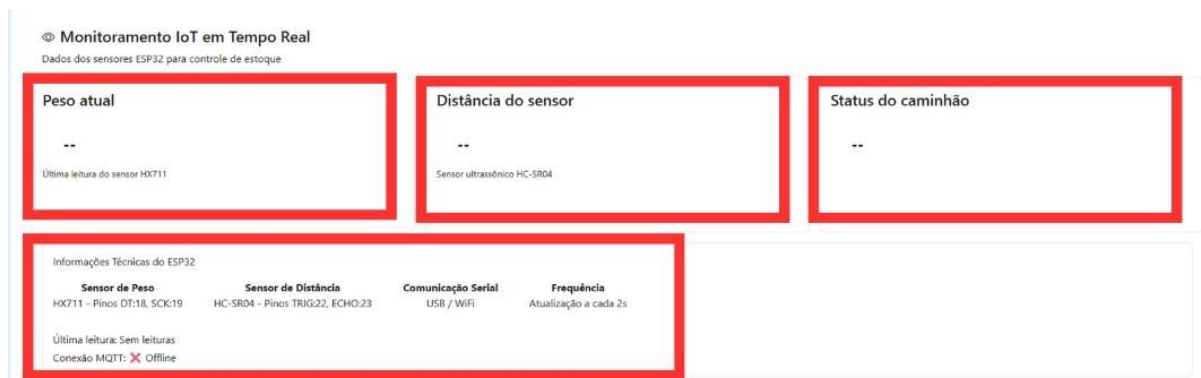 Monitoramento IoT em Tempo Real
Dados dos sensores ESP32 para controle de estoque
Peso atual
--
Última leitura do sensor HX711
Distância do sensor
--
Sensor ultrassônico HC-SR04
Status do caminhão
--
Informações Técnicas do ESP32
Sensor de Peso
HX711 - Pinos DT:18, SCK:19
Sensor de Distância
HC-SR04 - Pinos TRIG:22, ECHO:23
Comunicação Serial
USB / WiFi
Frequência
Atualização a cada 2s
Última leitura: Sem leituras
Conexão MQTT: ❌ Offline